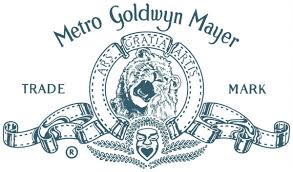 Metro Goldwyn Mayer
ARS GRATIA ARTIS
TRADE MARK
®